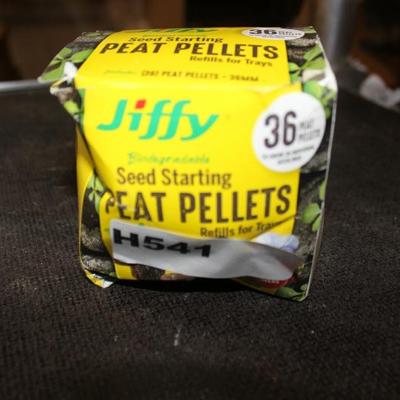 Seed Starting
PEAT PELLETS
Refills for Trays
(36) PEAT PELLETS - 36MM
36
Jiffy
36 PEAT
PELLETS
Biodegradable
Seed Starting
PEAT PELLETS
Refills for Trays
H541